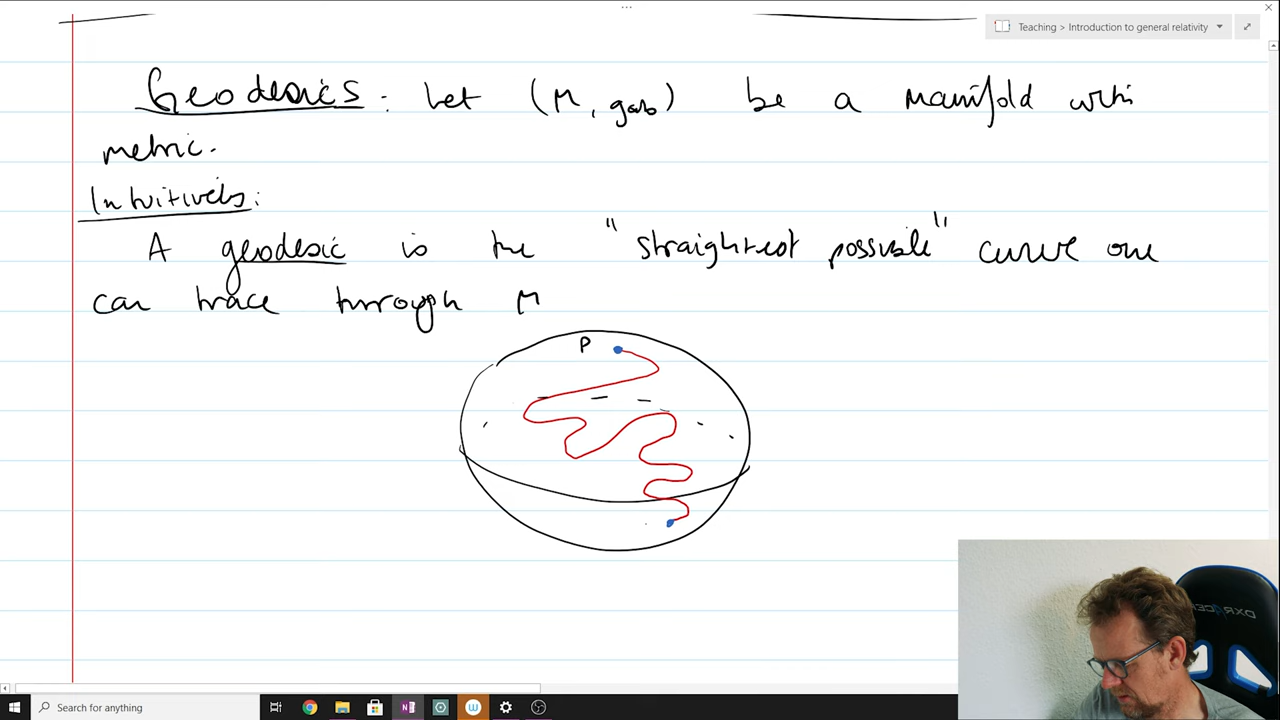 Teaching > Introduction to general relativity
Geodesics: Let (M, gab) be a manifold with
metric.
Intuitively:
A geodesic is the "straightest possible" curve one
can trace through M
P
DXRACER
Search for anything